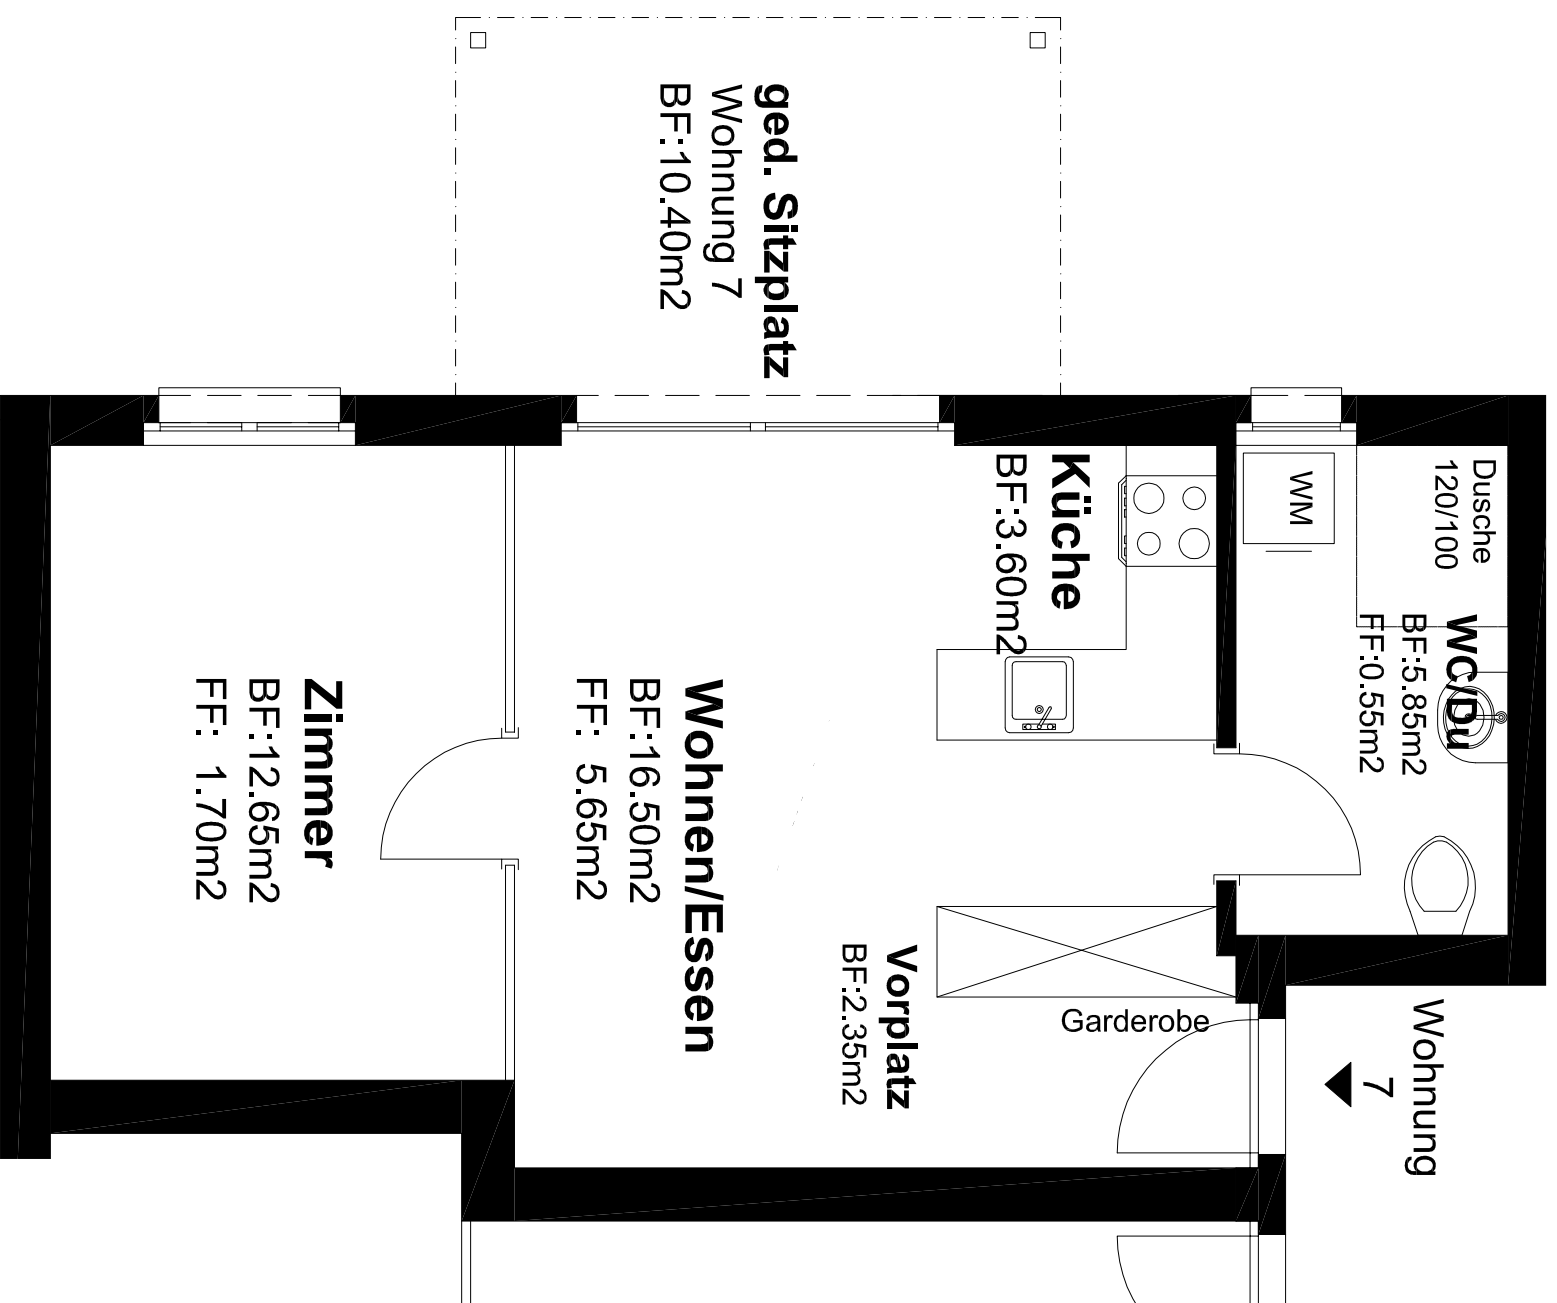 ged. Sitzplatz
Wohnung 7
BF:10.40m2
Küche
BF:3.60m2
WM
Dusche
120/100
WC/Du
BF:5.85m2
FF:0.55m2
Zimmer
BF:12.65m2
FF: 1.70m2
Wohnen/Essen
BF:16.50m2
FF: 5.65m2
Vorplatz
BF:2.35m2
Garderobe
Wohnung
7